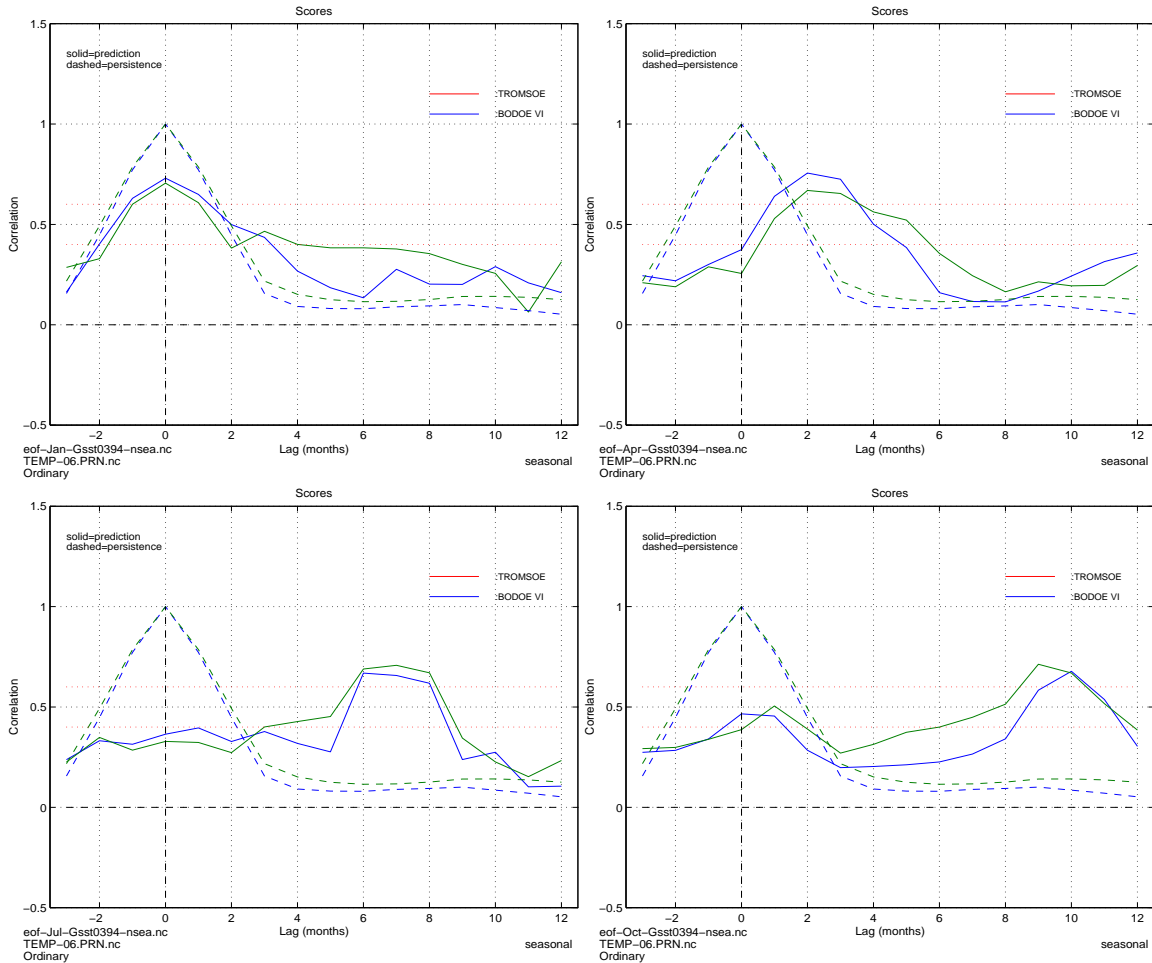 Scores
1.5
solid=prediction
dashed=persistence
:TROMSOE
:BODOE VI
1
0.5
0
−0.5
Correlation
−2 0 2 4 6 8 10 12
Lag (months)
eof−Jan−Gsst0394−nsea.nc
TEMP−06.PRN.nc
Ordinary
seasonal
Scores
1.5
solid=prediction
dashed=persistence
:TROMSOE
:BODOE VI
1
0.5
0
−0.5
Correlation
−2 0 2 4 6 8 10 12
Lag (months)
eof−Apr−Gsst0394−nsea.nc
TEMP−06.PRN.nc
Ordinary
seasonal
Scores
1.5
solid=prediction
dashed=persistence
:TROMSOE
:BODOE VI
1
0.5
0
−0.5
Correlation
−2 0 2 4 6 8 10 12
Lag (months)
eof−Jul−Gsst0394−nsea.nc
TEMP−06.PRN.nc
Ordinary
seasonal
Scores
1.5
solid=prediction
dashed=persistence
:TROMSOE
:BODOE VI
1
0.5
0
−0.5
Correlation
−2 0 2 4 6 8 10 12
Lag (months)
eof−Oct−Gsst0394−nsea.nc
TEMP−06.PRN.nc
Ordinary
seasonal